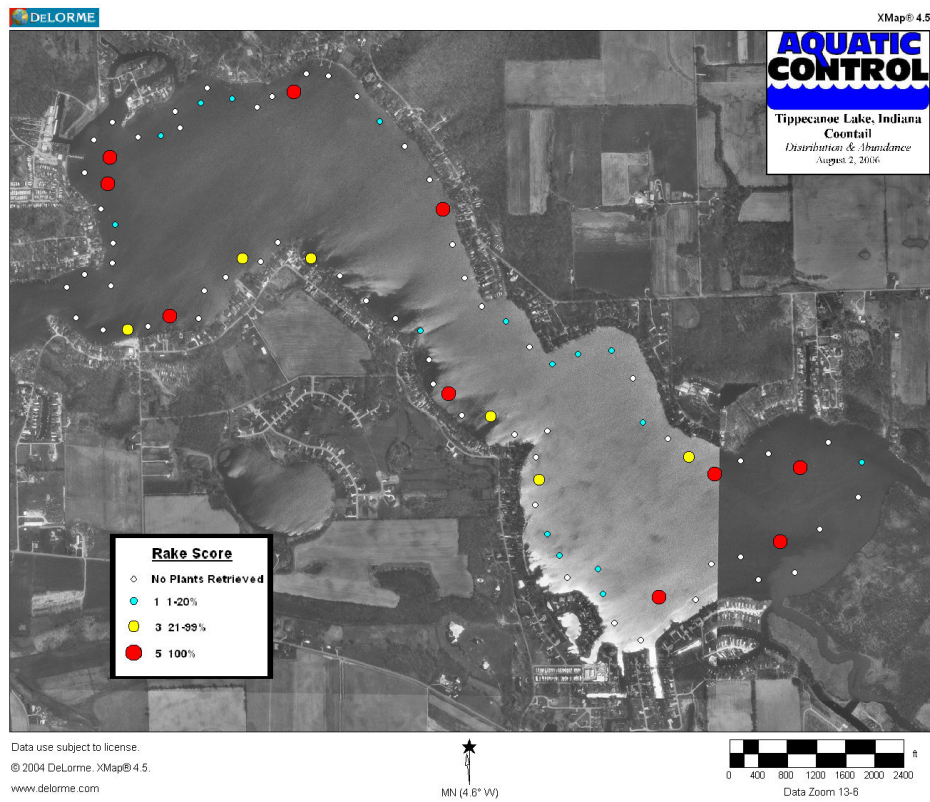 DELORME
XMap® 4.5
AQUATIC
CONTROL
Tippecanoe Lake, Indiana
Coontail
Distribution & Abundance
August 2, 2006
Rake Score
No Plants Retrieved
1 1-20%
3 21-99%
5 100%
Data use subject to license.
© 2004 DeLorme. XMap® 4.5.
www.delorme.com
MN (4.6° W)
ft
0 400 800 1200 1600 2000 2400
Data Zoom 13-6